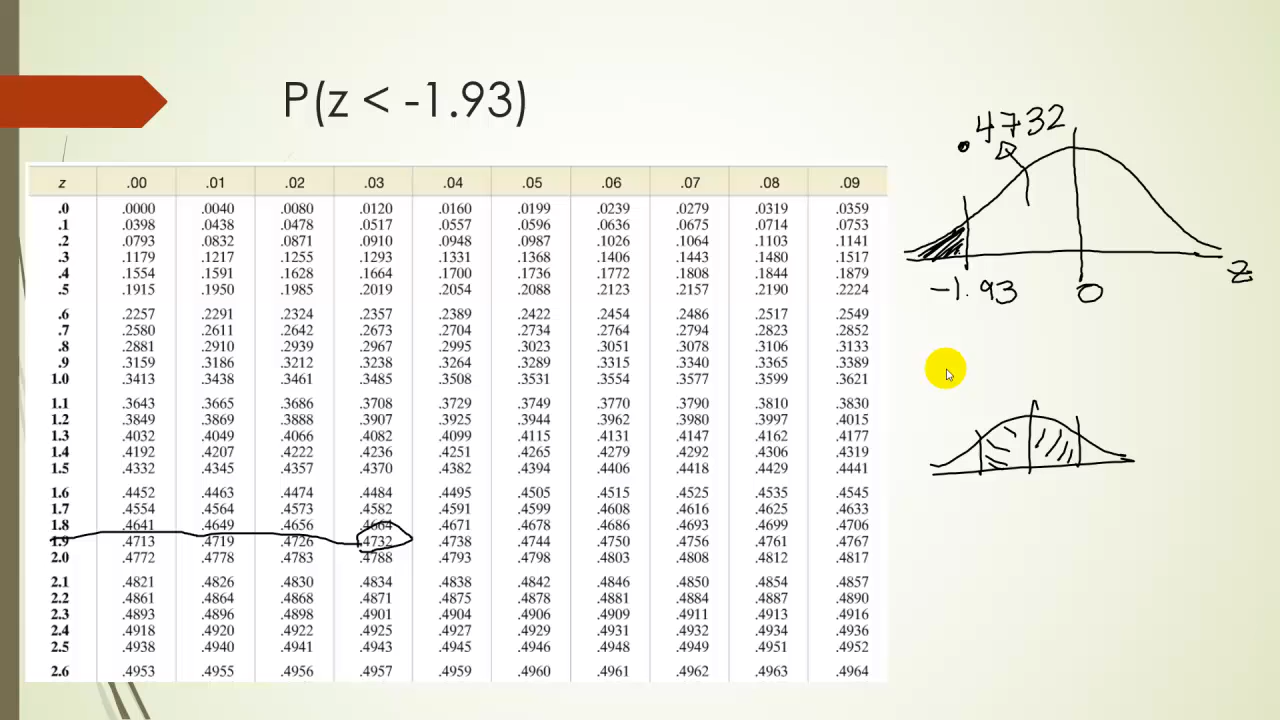 P(z < -1.93)
z .00 .01 .02 .03 .04 .05 .06 .07 .08 .09
.0 .0000 .0040 .0080 .0120 .0160 .0199 .0239 .0279 .0319 .0359
.1 .0398 .0438 .0478 .0517 .0557 .0596 .0636 .0675 .0714 .0753
.2 .0793 .0832 .0871 .0910 .0948 .0987 .1026 .1064 .1103 .1141
.3 .1179 .1217 .1255 .1293 .1331 .1368 .1406 .1443 .1480 .1517
.4 .1554 .1591 .1628 .1664 .1700 .1736 .1772 .1808 .1844 .1879
.5 .1915 .1950 .1985 .2019 .2054 .2088 .2123 .2157 .2190 .2224
.6 .2257 .2291 .2324 .2357 .2389 .2422 .2454 .2486 .2517 .2549
.7 .2580 .2611 .2642 .2673 .2704 .2734 .2764 .2794 .2823 .2852
.8 .2881 .2910 .2939 .2967 .2995 .3023 .3051 .3078 .3106 .3133
.9 .3159 .3186 .3212 .3238 .3264 .3289 .3315 .3340 .3365 .3389
1.0 .3413 .3438 .3461 .3485 .3508 .3531 .3554 .3577 .3599 .3621
1.1 .3643 .3665 .3686 .3708 .3729 .3749 .3770 .3790 .3810 .3830
1.2 .3849 .3869 .3888 .3907 .3925 .3944 .3962 .3980 .3997 .4015
1.3 .4032 .4049 .4066 .4082 .4099 .4115 .4131 .4147 .4162 .4177
1.4 .4192 .4207 .4222 .4236 .4251 .4265 .4279 .4292 .4306 .4319
1.5 .4332 .4345 .4357 .4370 .4382 .4394 .4406 .4418 .4429 .4441
1.6 .4452 .4463 .4474 .4484 .4495 .4505 .4515 .4525 .4535 .4545
1.7 .4554 .4564 .4573 .4582 .4591 .4599 .4608 .4616 .4625 .4633
1.8 .4641 .4649 .4656 .4664 .4671 .4678 .4686 .4693 .4699 .4706
1.9 .4713 .4719 .4726 .4732 .4738 .4744 .4750 .4756 .4761 .4767
2.0 .4772 .4778 .4783 .4788 .4793 .4798 .4803 .4808 .4812 .4817
2.1 .4821 .4826 .4830 .4834 .4838 .4842 .4846 .4850 .4854 .4857
2.2 .4861 .4864 .4868 .4871 .4875 .4878 .4881 .4884 .4887 .4890
2.3 .4893 .4896 .4898 .4901 .4904 .4906 .4909 .4911 .4913 .4916
2.4 .4918 .4920 .4922 .4925 .4927 .4929 .4931 .4932 .4934 .4936
2.5 .4938 .4940 .4941 .4943 .4945 .4946 .4948 .4949 .4951 .4952
2.6 .4953 .4955 .4956 .4957 .4959 .4960 .4961 .4962 .4963 .4964
.4732
z
-1.93 0